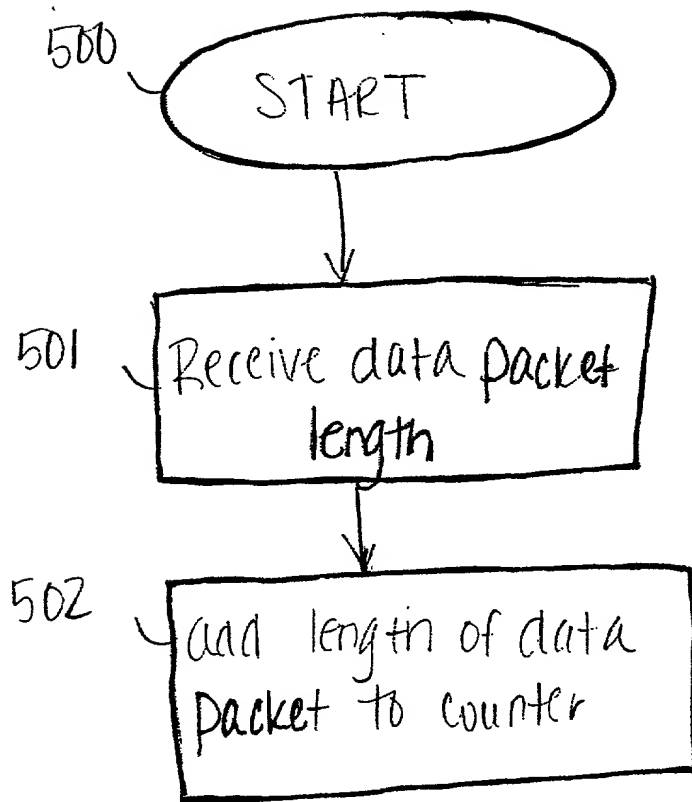 500
START
501
Receive data packet
length
502
add length of data
packet to counter